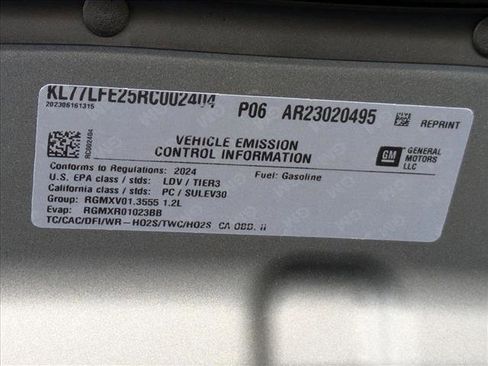 KL77LFE25RC002404
202306161315
P06 AR23020495
REPRINT
RC002404
VEHICLE EMISSION
CONTROL INFORMATION
GM
GENERAL
MOTORS
LLC
Conforms to Regulations: 2024
Fuel: Gasoline
U.S. EPA class / stds: LDV / TIER3
California class / stds: PC / SULEV30
Group: RGMXV01.3555 1.2L
Evap: RGMXR01023BB
TC/CAC/DFI/WR-HO2S/TWC/HO2S CA OBD II